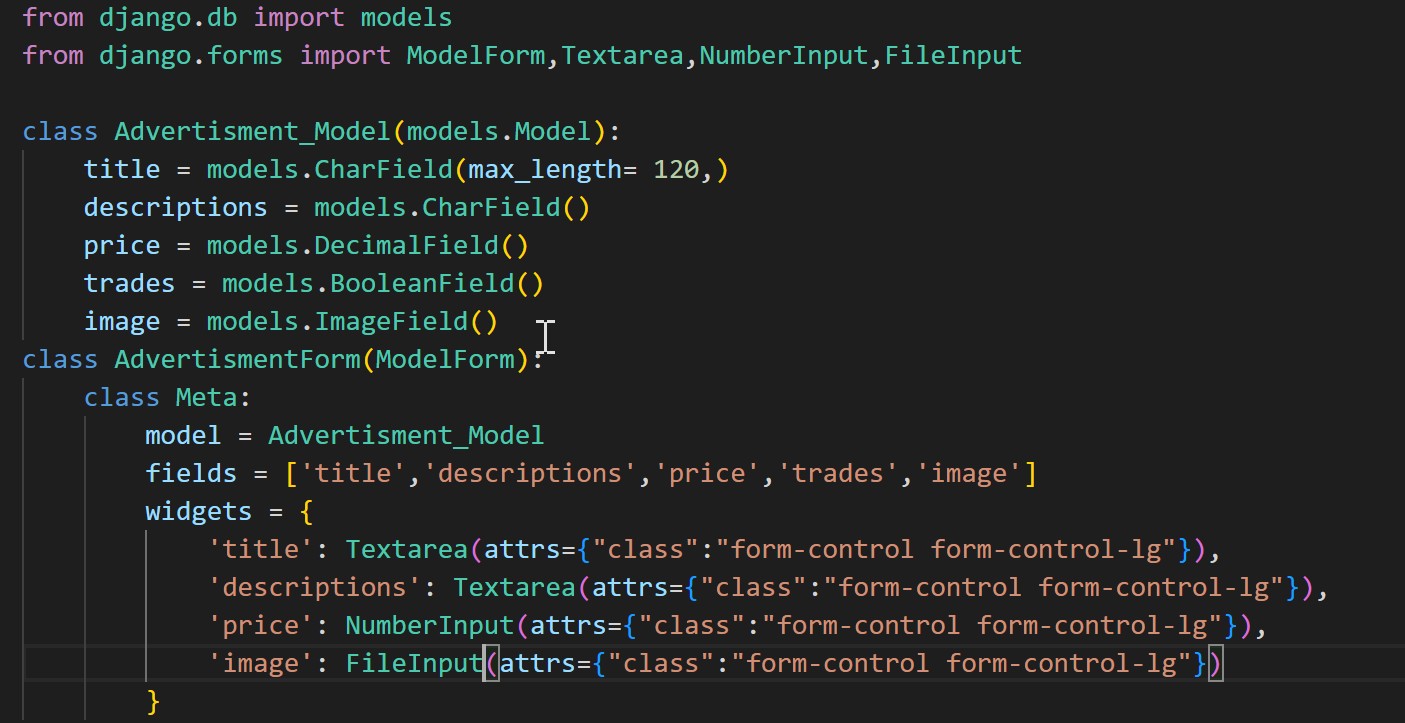 from django.db import models
from django.forms import ModelForm,Textarea,NumberInput,FileInput

class Advertisment_Model(models.Model):
    title = models.CharField(max_length= 120,)
    descriptions = models.CharField()
    price = models.DecimalField()
    trades = models.BooleanField()
    image = models.ImageField()
class AdvertismentForm(ModelForm):
    class Meta:
        model = Advertisment_Model
        fields = ['title','descriptions','price','trades','image']
        widgets = {
            'title': Textarea(attrs={"class":"form-control form-control-lg"}),
            'descriptions': Textarea(attrs={"class":"form-control form-control-lg"}),
            'price': NumberInput(attrs={"class":"form-control form-control-lg"}),
            'image': FileInput(attrs={"class":"form-control form-control-lg"})
        }